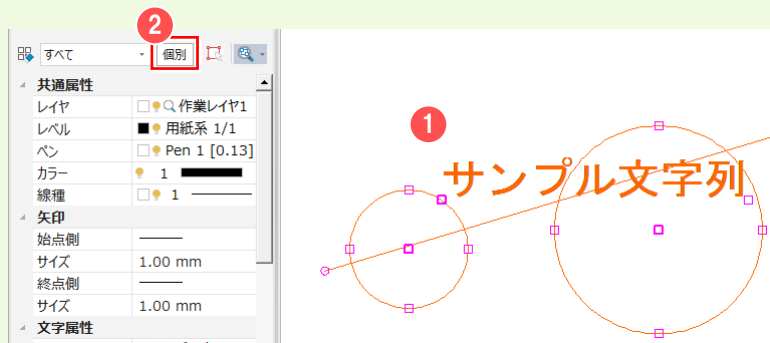 2
すべて 個別
共通属性
レイヤ 作業レイヤ1
レベル 用紙系 1/1
ペン Pen 1 [0.13]
カラー 1
線種 1
矢印
始点側
サイズ 1.00 mm
終点側
サイズ 1.00 mm
文字属性
1
サンプル文字列